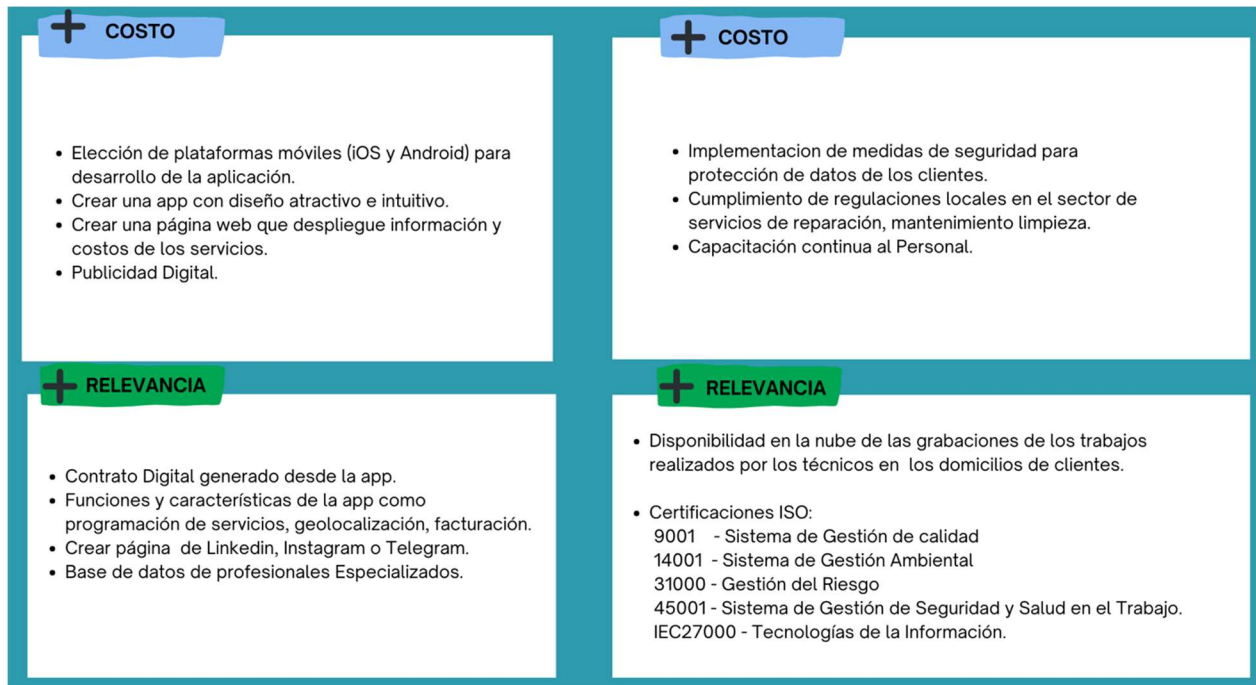 COSTO
• Elección de plataformas móviles (iOS y Android) para
desarrollo de la aplicación.
• Crear una app con diseño atractivo e intuitivo.
• Crear una página web que despliegue información y
costos de los servicios.
• Publicidad Digital.
COSTO
• Implementacion de medidas de seguridad para
protección de datos de los clientes.
• Cumplimiento de regulaciones locales en el sector de
servicios de reparación, mantenimiento limpieza.
• Capacitación continua al Personal.
RELEVANCIA
• Contrato Digital generado desde la app.
• Funciones y características de la app como
programación de servicios, geolocalización, facturación.
• Crear página de Linkedin, Instagram o Telegram.
• Base de datos de profesionales Especializados.
RELEVANCIA
• Disponibilidad en la nube de las grabaciones de los trabajos
realizados por los técnicos en los domicilios de clientes.
• Certificaciones ISO:
9001 - Sistema de Gestión de calidad
14001 - Sistema de Gestión Ambiental
31000 - Gestión del Riesgo
45001 - Sistema de Gestión de Seguridad y Salud en el Trabajo.
IEC27000 - Tecnologías de la Información.